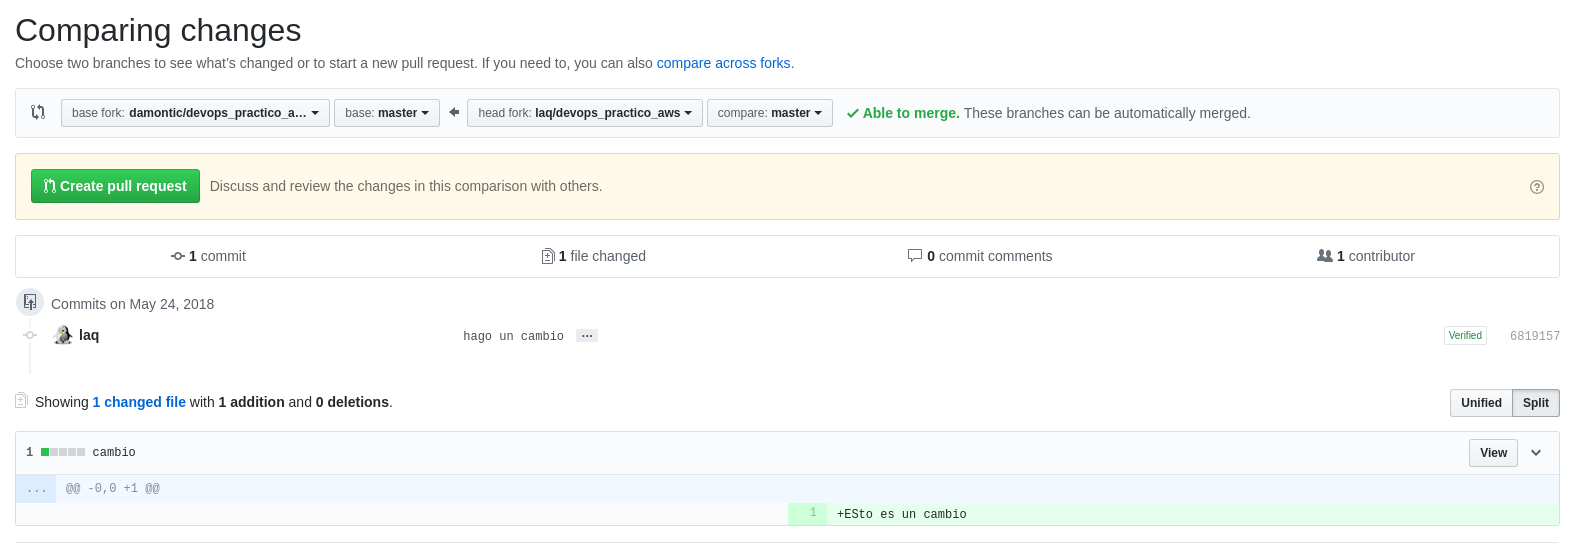 Comparing changes
Choose two branches to see what's changed or to start a new pull request. If you need to, you can also compare across forks.
base fork: damontic/devops_practico_a... base: master head fork: laq/devops_practico_aws compare: master Able to merge. These branches can be automatically merged.
Create pull request Discuss and review the changes in this comparison with others.
1 commit 1 file changed 0 commit comments 1 contributor
Commits on May 24, 2018
laq hago un cambio ... Verified 6819157
Showing 1 changed file with 1 addition and 0 deletions. Unified Split
1 cambio View
... @@ -0,0 +1 @@
1 +ESto es un cambio